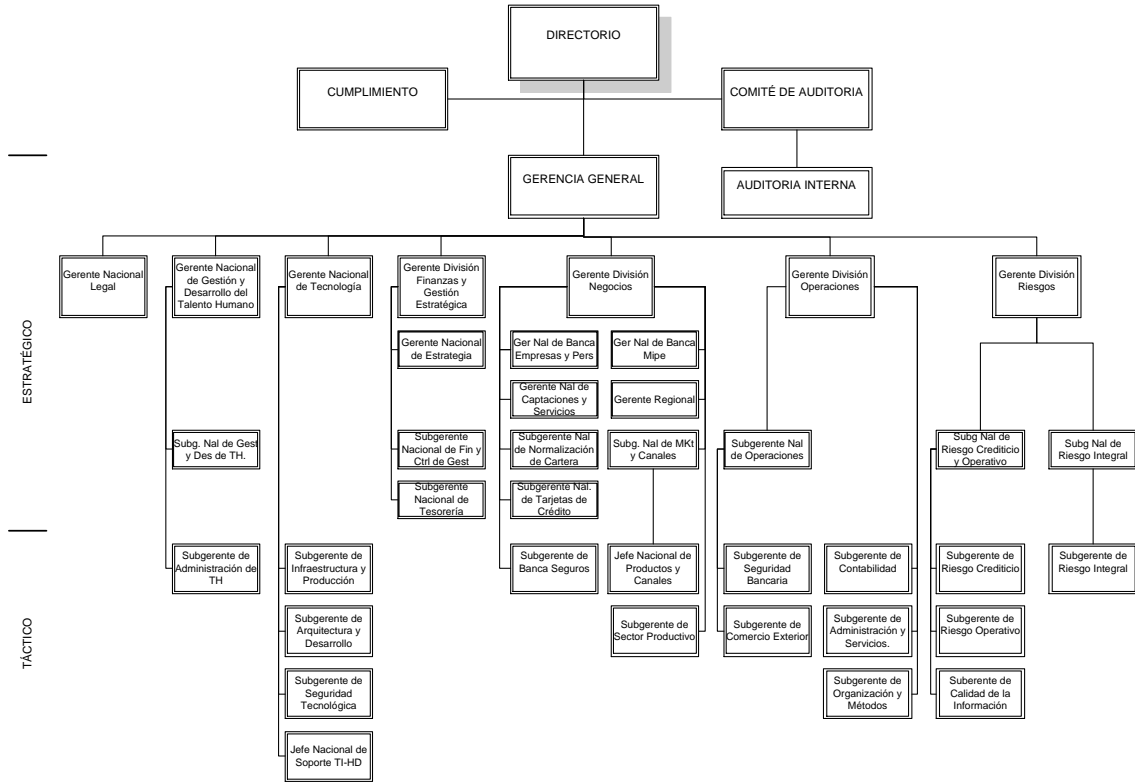 DIRECTORIO
CUMPLIMIENTO
COMITÉ DE AUDITORIA
GERENCIA GENERAL
AUDITORIA INTERNA
ESTRATÉGICO
Gerente Nacional
Legal
Gerente Nacional
de Gestión y
Desarrollo del
Talento Humano
Gerente Nacional
de Tecnología
Gerente División
Finanzas y
Gestión
Estratégica
Gerente División
Negocios
Gerente División
Operaciones
Gerente División
Riesgos
Gerente Nacional
de Estrategia
Ger Nal de Banca
Empresas y Pers
Ger Nal de Banca
Mipe
Gerente Nal de
Captaciones y
Servicios
Gerente Regional
Subg. Nal de Gest
y Des de TH.
Subgerente
Nacional de Fin y
Ctrl de Gest
Subgerente Nal
de Normalización
de Cartera
Subg. Nal de MKt
y Canales
Subgerente Nal
de Operaciones
Subg Nal de
Riesgo Crediticio
y Operativo
Subg Nal de
Riesgo Integral
Subgerente
Nacional de
Tesorería
Subgerente Nal.
de Tarjetas de
Crédito
TÁCTICO
Subgerente de
Administración de
TH
Subgerente de
Infraestructura y
Producción
Subgerente de
Banca Seguros
Jefe Nacional de
Productos y
Canales
Subgerente de
Seguridad
Bancaria
Subgerente de
Contabilidad
Subgerente de
Riesgo Crediticio
Subgerente de
Riesgo Integral
Subgerente de
Arquitectura y
Desarrollo
Subgerente de
Sector Productivo
Subgerente de
Comercio Exterior
Subgerente de
Administración y
Servicios.
Subgerente de
Riesgo Operativo
Subgerente de
Seguridad
Tecnológica
Subgerente de
Organización y
Métodos
Suberente de
Calidad de la
Información
Jefe Nacional de
Soporte TI-HD